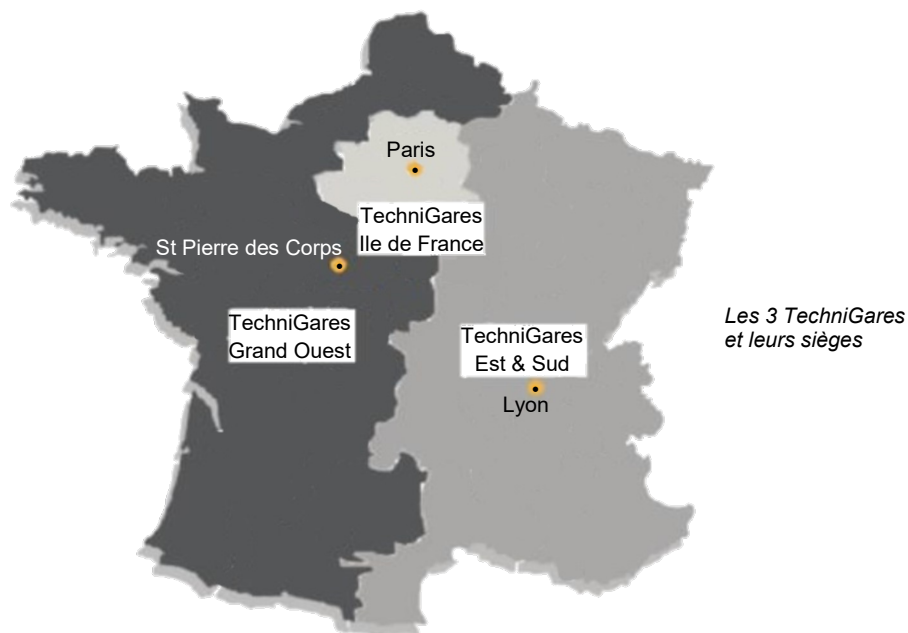 Paris
TechniGares
Ile de France
St Pierre des Corps
TechniGares
Grand Ouest
TechniGares
Est & Sud
Lyon
Les 3 TechniGares
et leurs sièges